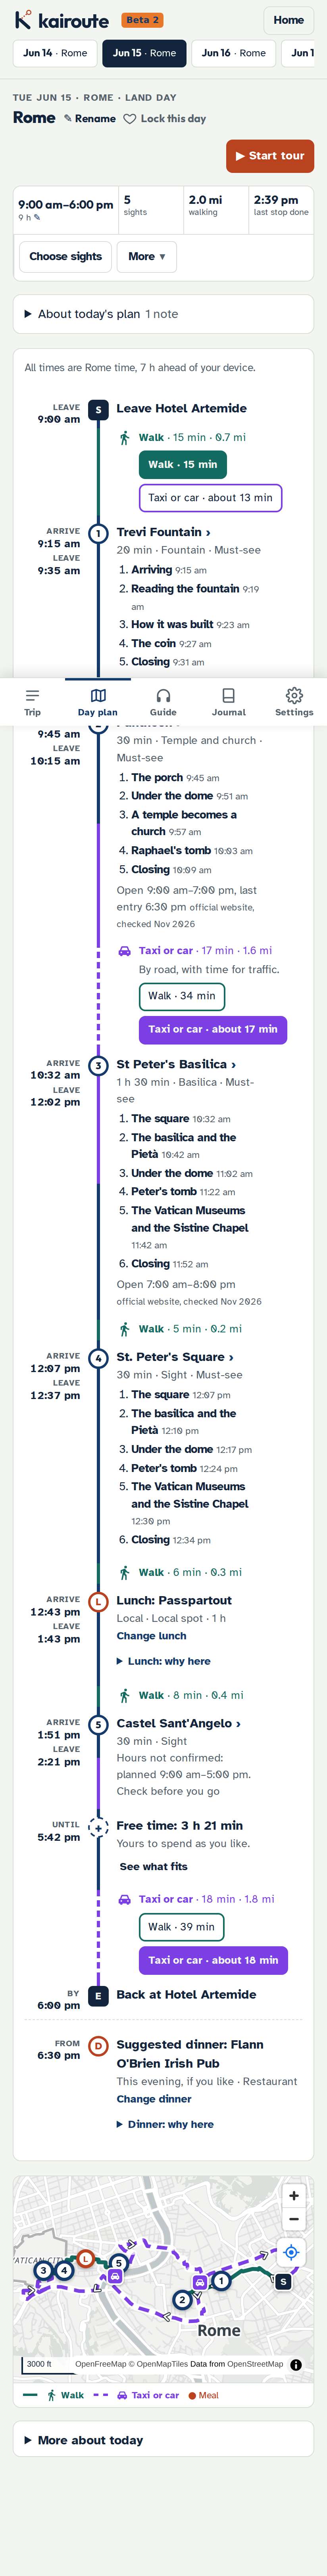 kairoute Beta 2 Home
Jun 14 · Rome Jun 15 · Rome Jun 16 · Rome Jun 1
TUE JUN 15 · ROME · LAND DAY
Rome ✎ Rename Lock this day
▶ Start tour
9:00 am–6:00 pm 5 2.0 mi 2:39 pm
9 h ✎ sights walking last stop done
Choose sights More ▾
▶ About today's plan 1 note
All times are Rome time, 7 h ahead of your device.
LEAVE
9:00 am
S
Leave Hotel Artemide
Walk · 15 min · 0.7 mi
Walk · 15 min
Taxi or car · about 13 min
ARRIVE
9:15 am
LEAVE
9:35 am
1
Trevi Fountain ›
20 min · Fountain · Must-see
1. Arriving 9:15 am
2. Reading the fountain 9:19
am
3. How it was built 9:23 am
4. The coin 9:27 am
5. Closing 9:31 am
Trip Day plan Guide Journal Settings
9:45 am
LEAVE
10:15 am
30 min · Temple and church ·
Must-see
1. The porch 9:45 am
2. Under the dome 9:51 am
3. A temple becomes a
church 9:57 am
4. Raphael's tomb 10:03 am
5. Closing 10:09 am
Open 9:00 am–7:00 pm, last
entry 6:30 pm official website,
checked Nov 2026
Taxi or car · 17 min · 1.6 mi
By road, with time for traffic.
Walk · 34 min
Taxi or car · about 17 min
ARRIVE
10:32 am
LEAVE
12:02 pm
3
St Peter's Basilica ›
1 h 30 min · Basilica · Must-
see
1. The square 10:32 am
2. The basilica and the
Pietà 10:42 am
3. Under the dome 11:02 am
4. Peter's tomb 11:22 am
5. The Vatican Museums
and the Sistine Chapel
11:42 am
6. Closing 11:52 am
Open 7:00 am–8:00 pm
official website, checked Nov 2026
Walk · 5 min · 0.2 mi
ARRIVE
12:07 pm
LEAVE
12:37 pm
4
St. Peter's Square ›
30 min · Sight · Must-see
1. The square 12:07 pm
2. The basilica and the
Pietà 12:10 pm
3. Under the dome 12:17 pm
4. Peter's tomb 12:24 pm
5. The Vatican Museums
and the Sistine Chapel
12:30 pm
6. Closing 12:34 pm
Walk · 6 min · 0.3 mi
ARRIVE
12:43 pm
LEAVE
1:43 pm
L
Lunch: Passpartout
Local · Local spot · 1 h
Change lunch
▶ Lunch: why here
Walk · 8 min · 0.4 mi
ARRIVE
1:51 pm
LEAVE
2:21 pm
5
Castel Sant'Angelo ›
30 min · Sight
Hours not confirmed:
planned 9:00 am–5:00 pm.
Check before you go
UNTIL
5:42 pm
+
Free time: 3 h 21 min
Yours to spend as you like.
See what fits
Taxi or car · 18 min · 1.8 mi
Walk · 39 min
Taxi or car · about 18 min
BY
6:00 pm
E
Back at Hotel Artemide
FROM
6:30 pm
D
Suggested dinner: Flann
O'Brien Irish Pub
This evening, if you like · Restaurant
Change dinner
▶ Dinner: why here
+
−
ATICAN CITY
3 4 L 5 2 1 S
Rome
3000 ft OpenFreeMap © OpenMapTiles Data from OpenStreetMap
Walk Taxi or car Meal
▶ More about today